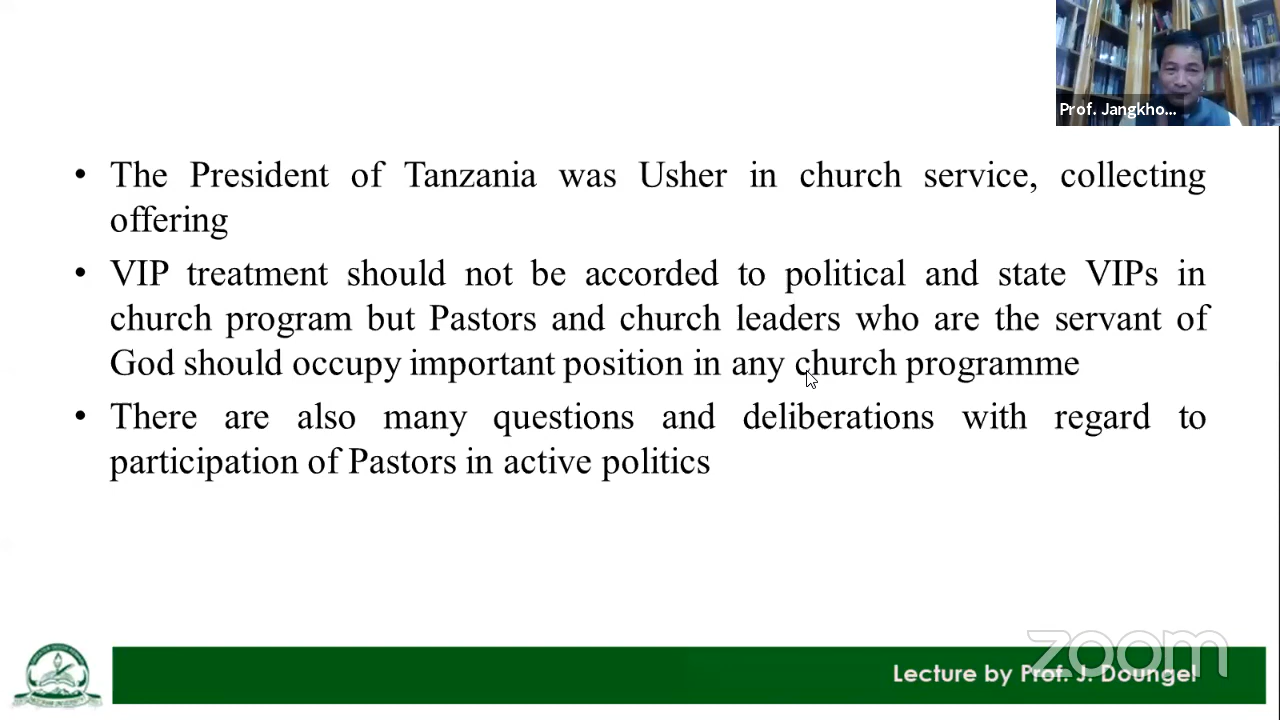 Prof. Jangkho...
• The President of Tanzania was Usher in church service, collecting
offering
• VIP treatment should not be accorded to political and state VIPs in
church program but Pastors and church leaders who are the servant of
God should occupy important position in any church programme
• There are also many questions and deliberations with regard to
participation of Pastors in active politics
zoom
Lecture by Prof. J. Doungel